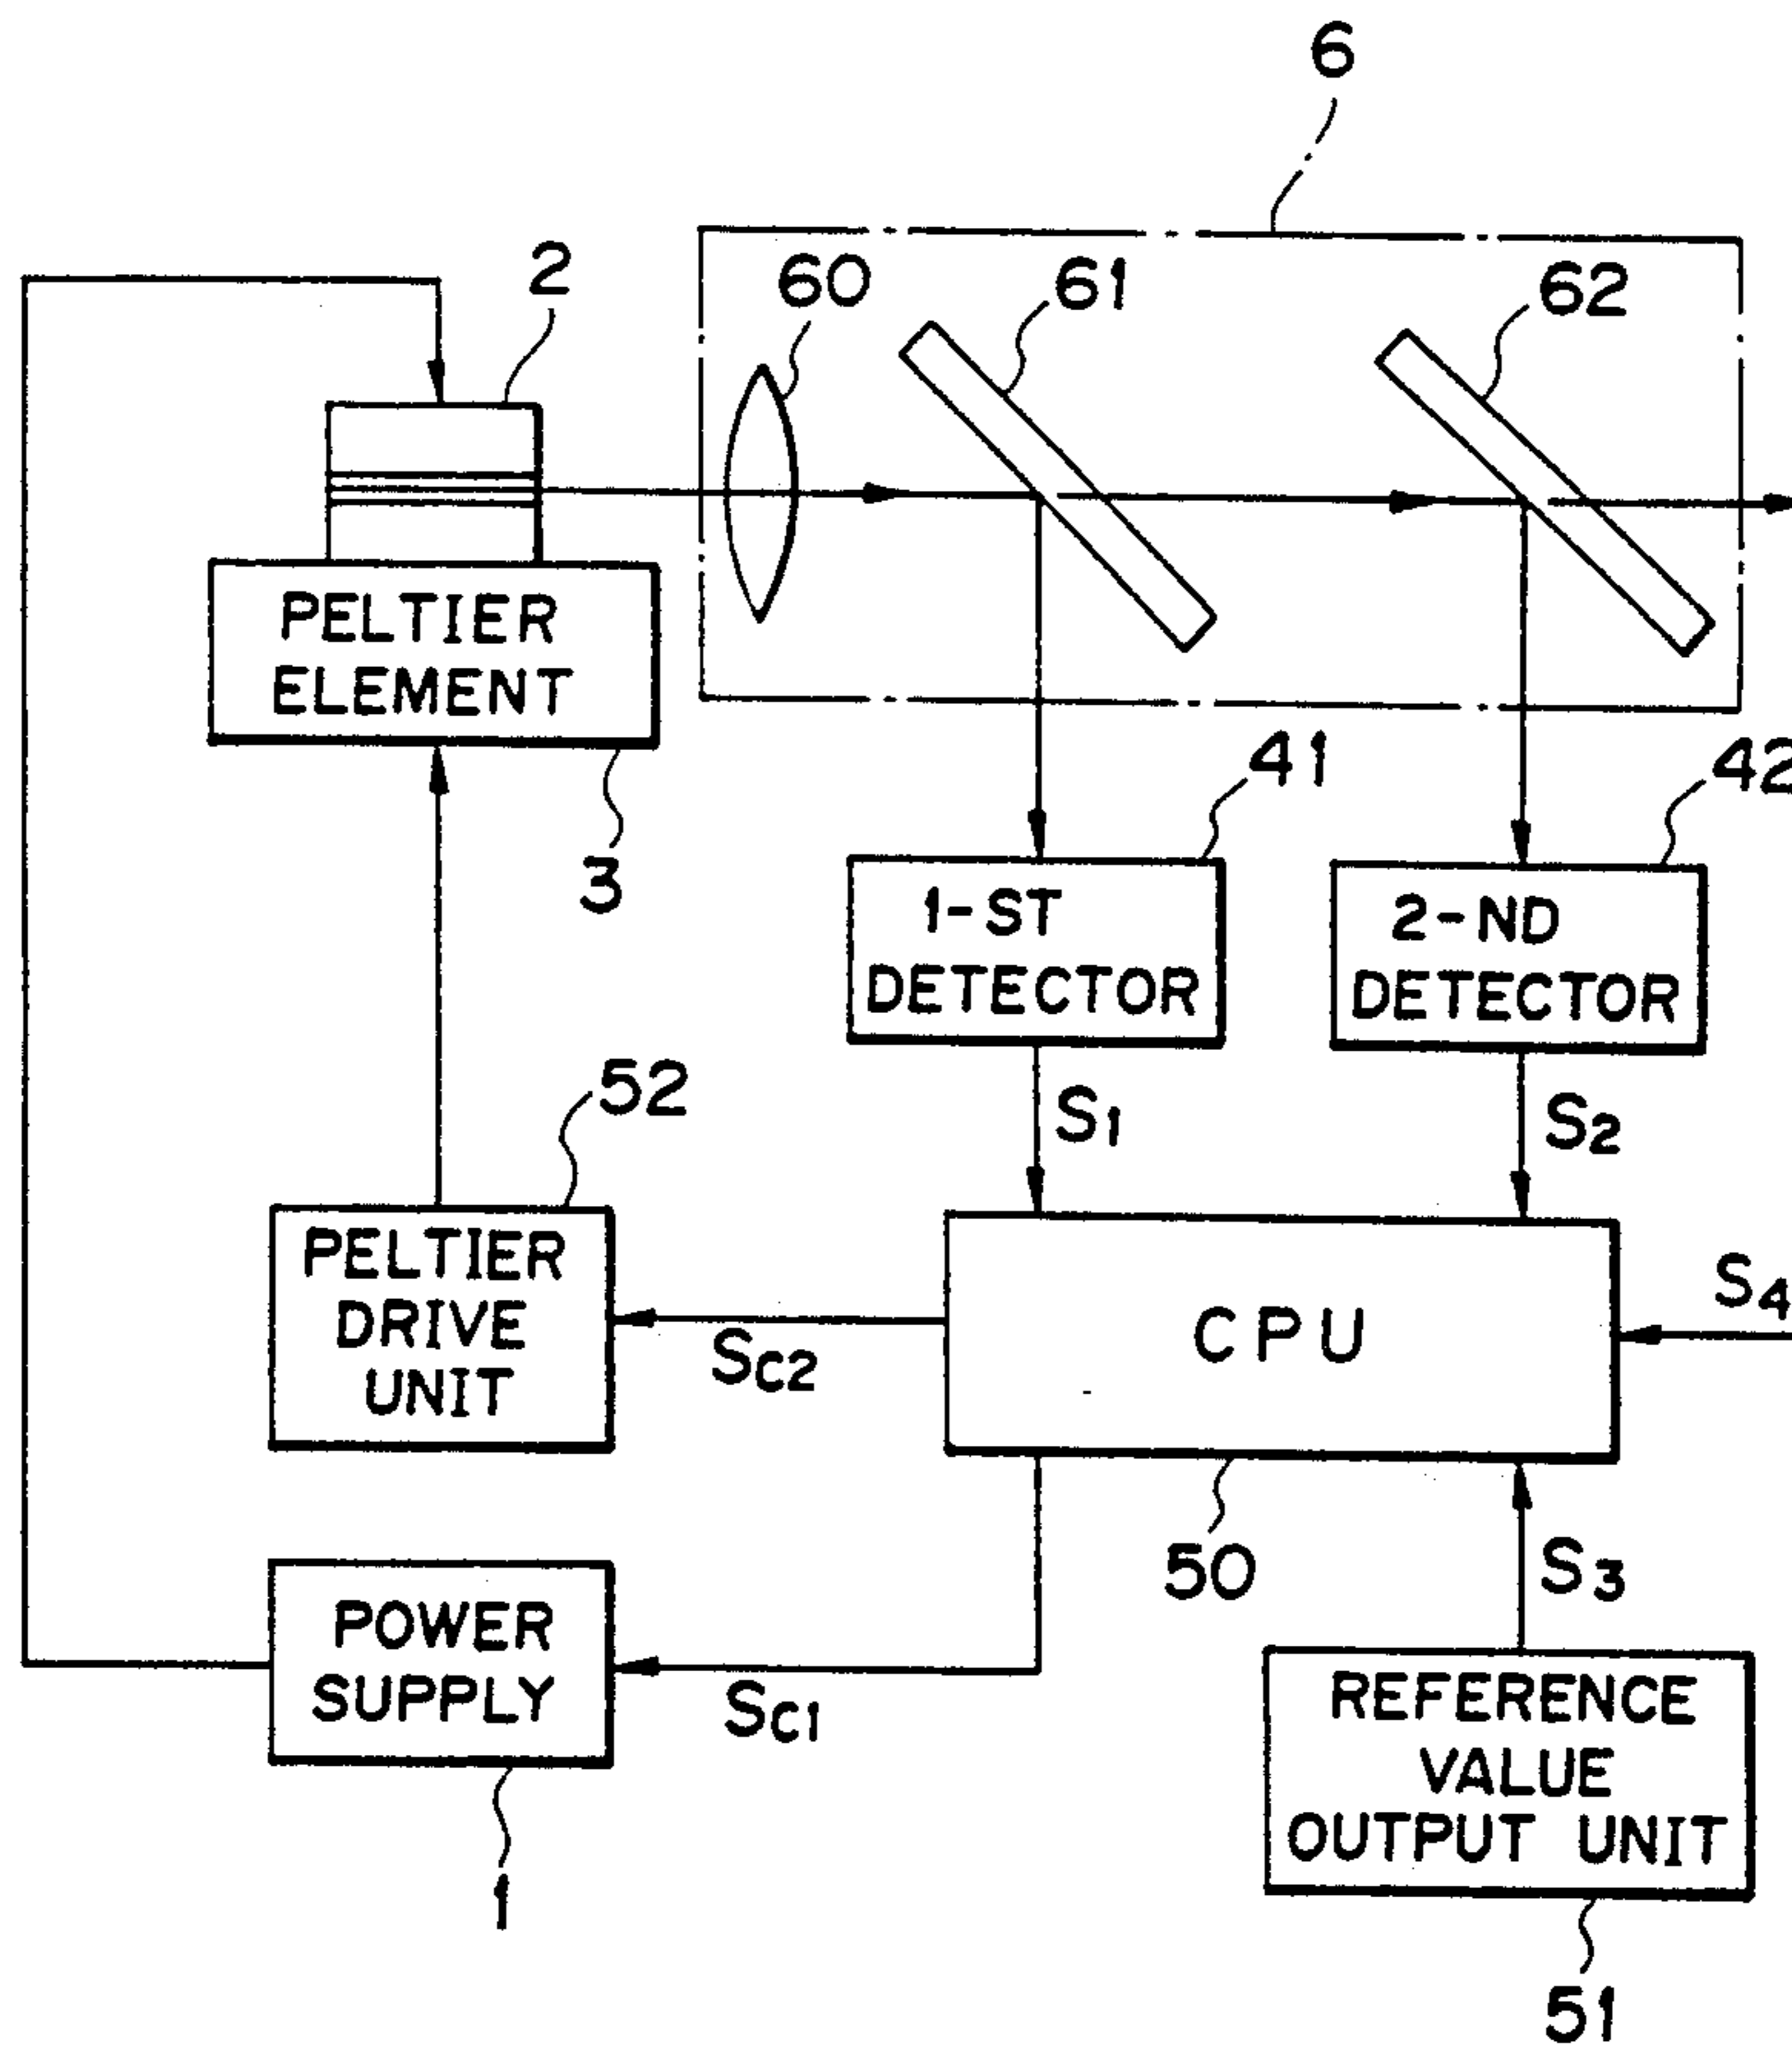 6
2
60
61
62
PELTIER
ELEMENT
3
41
42
1-ST
DETECTOR
2-ND
DETECTOR
52
S1
S2
PELTIER
DRIVE
UNIT
SC2
CPU
S4
50
S3
POWER
SUPPLY
SC1
1
REFERENCE
VALUE
OUTPUT UNIT
51